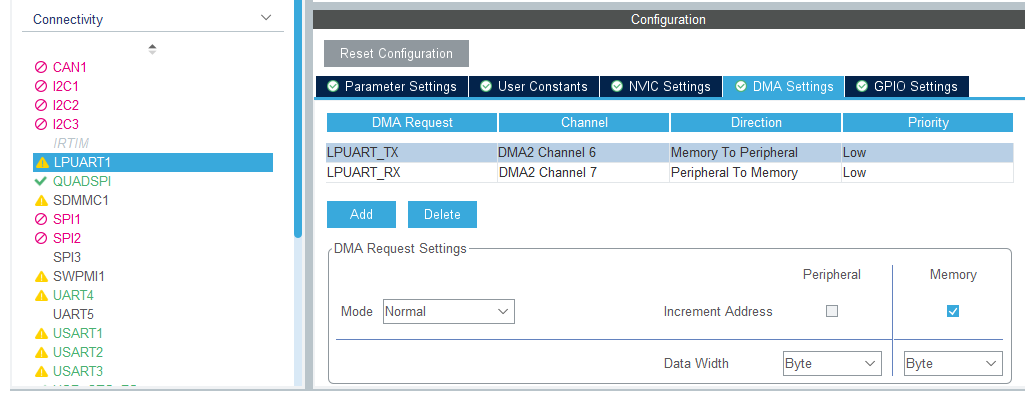 Connectivity
CAN1
I2C1
I2C2
I2C3
IRTIM
LPUART1
QUADSPI
SDMMC1
SPI1
SPI2
SPI3
SWPMI1
UART4
UART5
USART1
USART2
USART3
Configuration
Reset Configuration
Parameter Settings User Constants NVIC Settings DMA Settings GPIO Settings
DMA Request Channel Direction Priority
LPUART_TX DMA2 Channel 6 Memory To Peripheral Low
LPUART_RX DMA2 Channel 7 Peripheral To Memory Low
Add Delete
DMA Request Settings
Peripheral Memory
Mode Normal Increment Address
Data Width Byte Byte